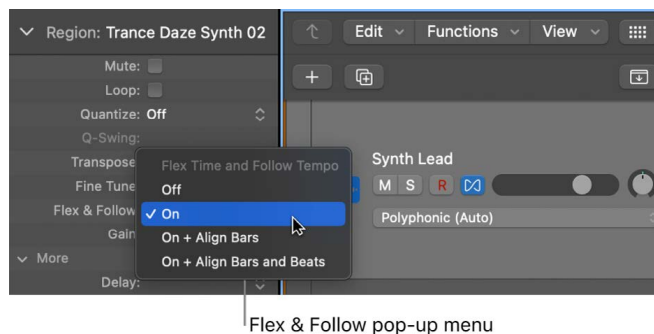 Region: Trance Daze Synth 02
Edit Functions View
Mute:
Loop:
Quantize: Off
Q-Swing:
Transpose
Fine Tune
Flex & Follow
Gain
More
Delay:
Flex Time and Follow Tempo
Off
✓ On
On + Align Bars
On + Align Bars and Beats
Synth Lead
M S R
Polyphonic (Auto)
Flex & Follow pop-up menu